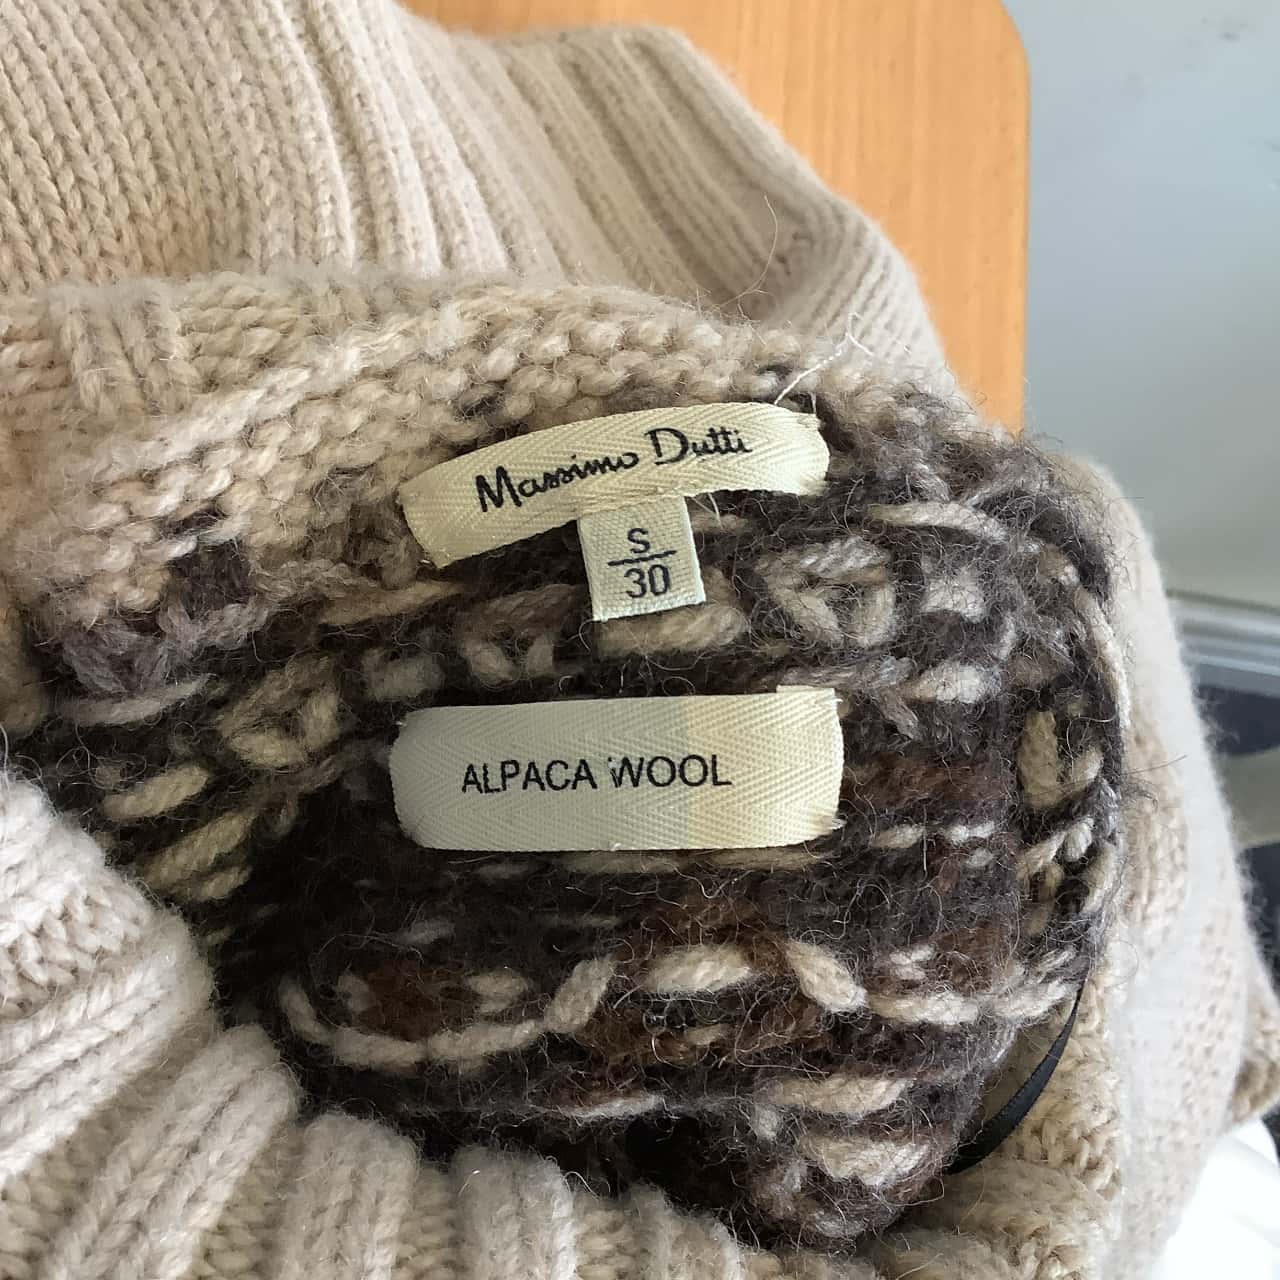 Massimo Dutti
S
30
ALPACA WOOL